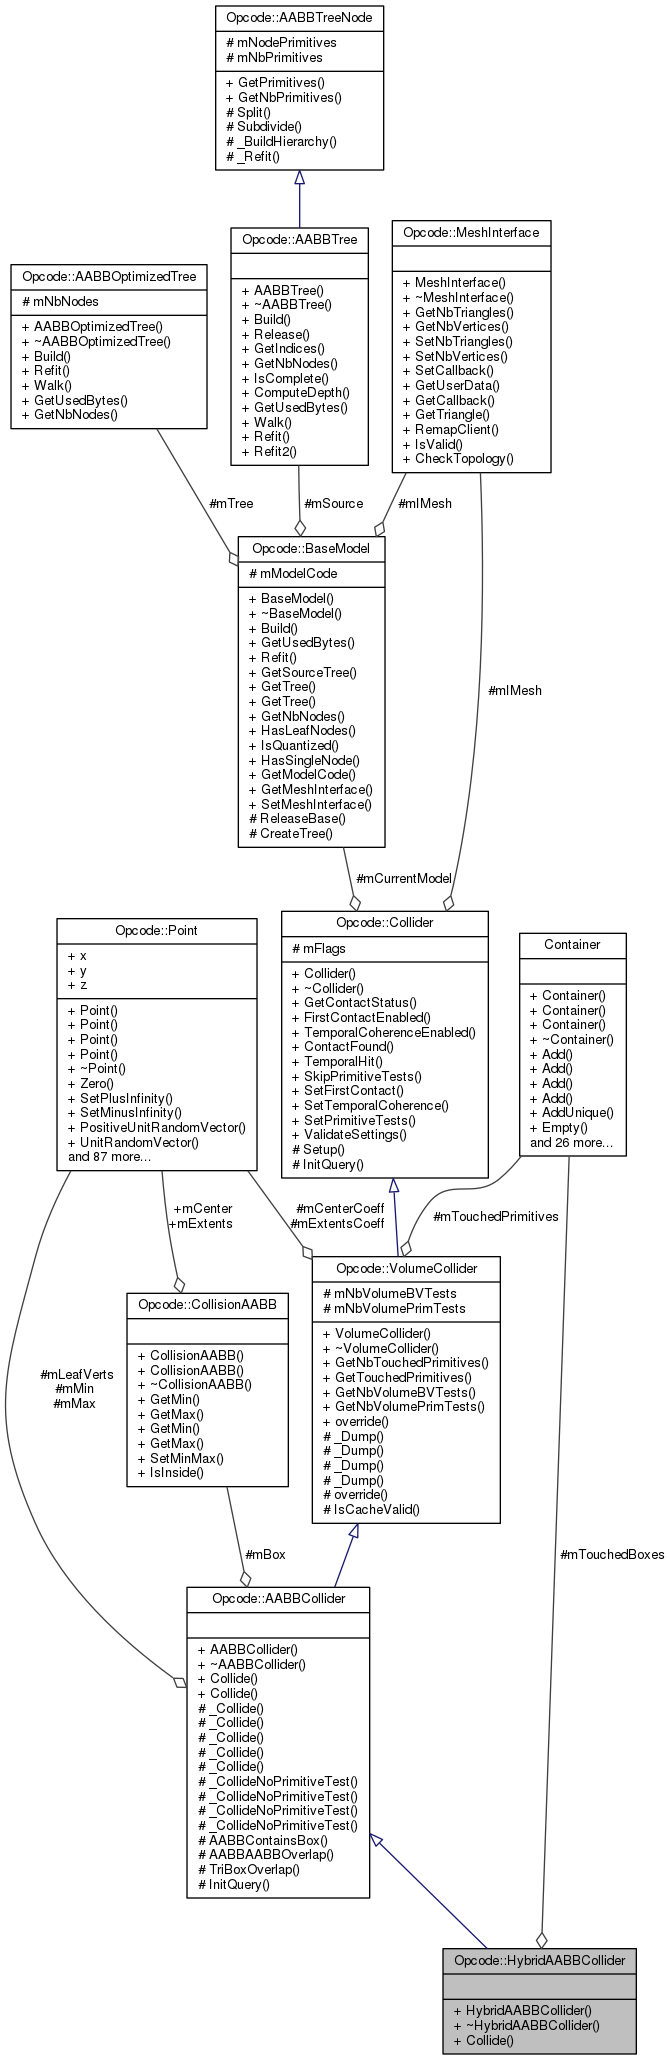 Opcode::AABBTreeNode
# mNodePrimitives
# mNbPrimitives
+ GetPrimitives()
+ GetNbPrimitives()
# Split()
# Subdivide()
# _BuildHierarchy()
# _Refit()
Opcode::AABBOptimizedTree
# mNbNodes
+ AABBOptimizedTree()
+ ~AABBOptimizedTree()
+ Build()
+ Refit()
+ Walk()
+ GetUsedBytes()
+ GetNbNodes()
Opcode::AABBTree
+ AABBTree()
+ ~AABBTree()
+ Build()
+ Release()
+ GetIndices()
+ GetNbNodes()
+ IsComplete()
+ ComputeDepth()
+ GetUsedBytes()
+ Walk()
+ Refit()
+ Refit2()
Opcode::MeshInterface
+ MeshInterface()
+ ~MeshInterface()
+ GetNbTriangles()
+ GetNbVertices()
+ SetNbTriangles()
+ SetNbVertices()
+ SetCallback()
+ GetUserData()
+ GetCallback()
+ GetTriangle()
+ RemapClient()
+ IsValid()
+ CheckTopology()
#mTree
#mSource
#mIMesh
Opcode::BaseModel
# mModelCode
+ BaseModel()
+ ~BaseModel()
+ Build()
+ GetUsedBytes()
+ Refit()
+ GetSourceTree()
+ GetTree()
+ GetTree()
+ GetNbNodes()
+ HasLeafNodes()
+ IsQuantized()
+ HasSingleNode()
+ GetModelCode()
+ GetMeshInterface()
+ SetMeshInterface()
# ReleaseBase()
# CreateTree()
#mIMesh
#mCurrentModel
Opcode::Point
+ x
+ y
+ z
+ Point()
+ Point()
+ Point()
+ Point()
+ ~Point()
+ Zero()
+ SetPlusInfinity()
+ SetMinusInfinity()
+ PositiveUnitRandomVector()
+ UnitRandomVector()
and 87 more...
Opcode::Collider
# mFlags
+ Collider()
+ ~Collider()
+ GetContactStatus()
+ FirstContactEnabled()
+ TemporalCoherenceEnabled()
+ ContactFound()
+ TemporalHit()
+ SkipPrimitiveTests()
+ SetFirstContact()
+ SetTemporalCoherence()
+ SetPrimitiveTests()
+ ValidateSettings()
# Setup()
# InitQuery()
Container
+ Container()
+ Container()
+ Container()
+ ~Container()
+ Add()
+ Add()
+ Add()
+ Add()
+ AddUnique()
+ Empty()
and 26 more...
+mCenter
+mExtents
#mCenterCoeff
#mExtentsCoeff
#mTouchedPrimitives
Opcode::CollisionAABB
+ CollisionAABB()
+ CollisionAABB()
+ ~CollisionAABB()
+ GetMin()
+ GetMax()
+ GetMin()
+ GetMax()
+ SetMinMax()
+ IsInside()
Opcode::VolumeCollider
# mNbVolumeBVTests
# mNbVolumePrimTests
+ VolumeCollider()
+ ~VolumeCollider()
+ GetNbTouchedPrimitives()
+ GetTouchedPrimitives()
+ GetNbVolumeBVTests()
+ GetNbVolumePrimTests()
+ override()
# _Dump()
# _Dump()
# _Dump()
# _Dump()
# override()
# IsCacheValid()
#mLeafVerts
#mMin
#mMax
#mBox
#mTouchedBoxes
Opcode::AABBCollider
+ AABBCollider()
+ ~AABBCollider()
+ Collide()
+ Collide()
# _Collide()
# _Collide()
# _Collide()
# _Collide()
# _Collide()
# _CollideNoPrimitiveTest()
# _CollideNoPrimitiveTest()
# _CollideNoPrimitiveTest()
# _CollideNoPrimitiveTest()
# AABBContainsBox()
# AABBAABBOverlap()
# TriBoxOverlap()
# InitQuery()
Opcode::HybridAABBCollider
+ HybridAABBCollider()
+ ~HybridAABBCollider()
+ Collide()